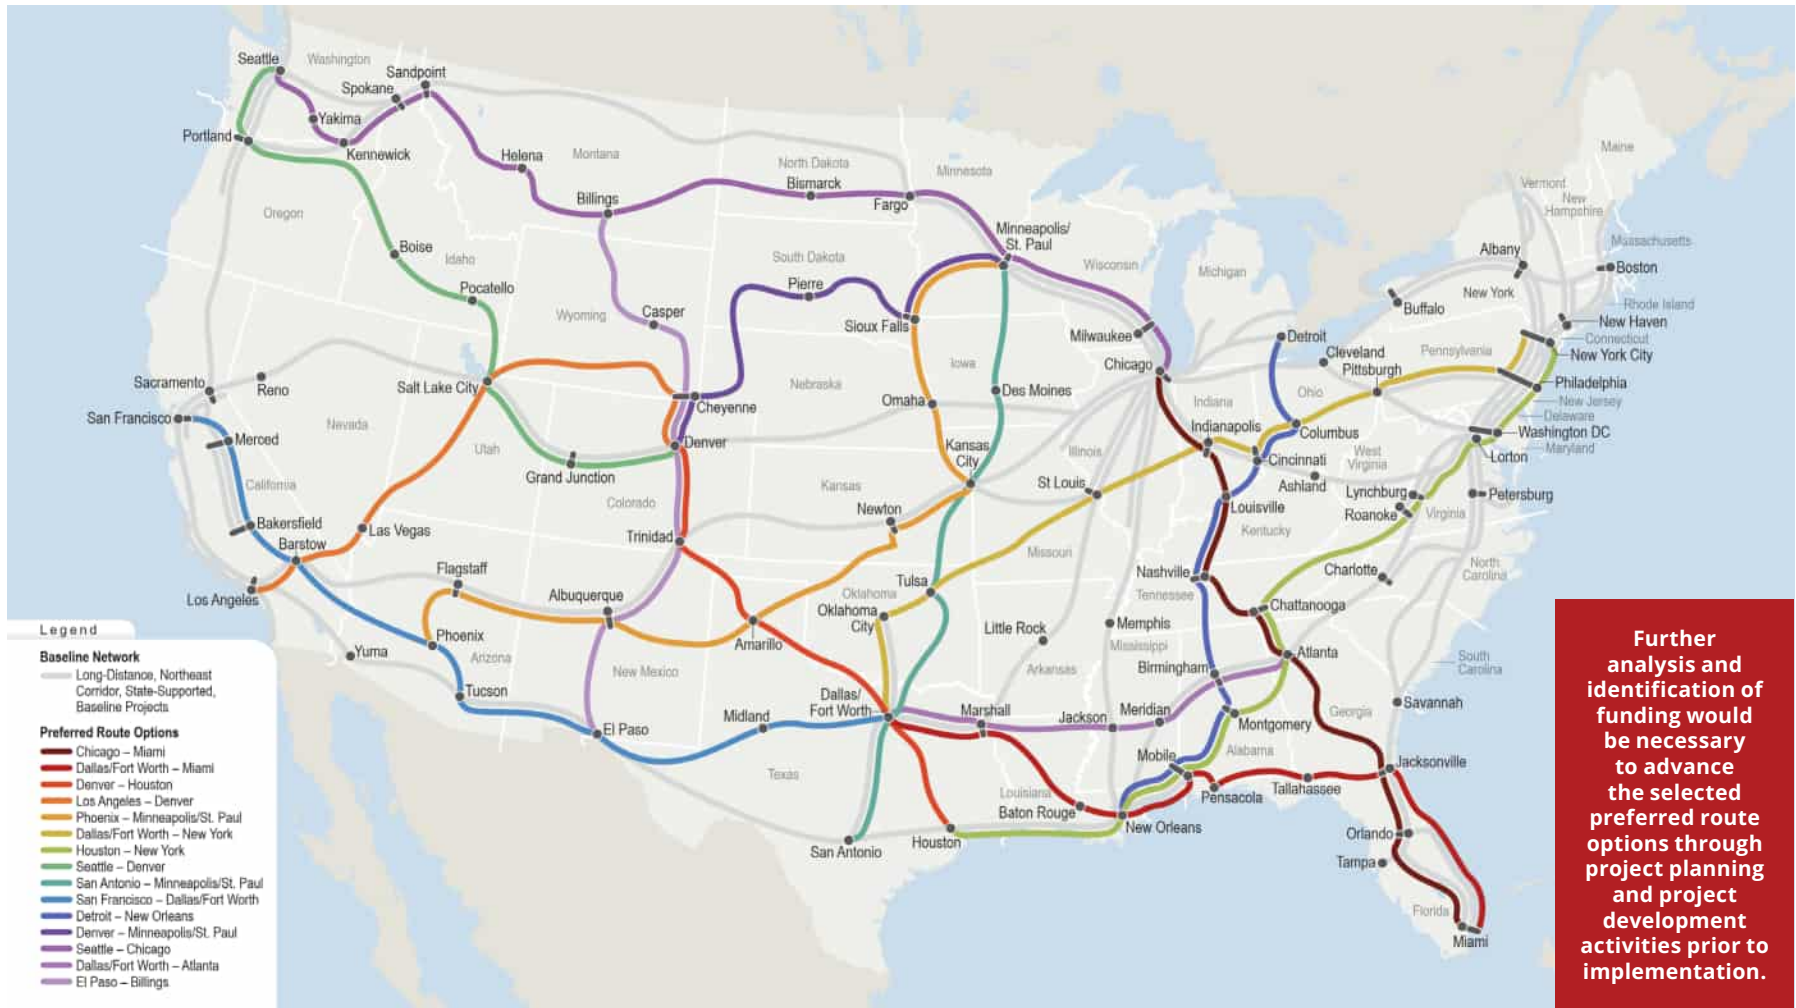 Seattle
Washington
Sandpoint
Spokane
Yakima
Portland
Kennewick
Helena
Montana
North Dakota
Minnesota
Maine
Billings
Bismarck
Fargo
Vermont
New
Hampshire
Oregon
Minneapolis/
St. Paul
Massachusetts
Boise
Idaho
South Dakota
Wisconsin
Michigan
Albany
Boston
Pocatello
Pierre
New York
Buffalo
Rhode Island
Wyoming
Casper
Sioux Falls
Milwaukee
Detroit
New Haven
Connecticut
Cleveland
Pennsylvania
New York City
Iowa
Chicago
Pittsburgh
Sacramento
Reno
Salt Lake City
Nebraska
Des Moines
Ohio
Philadelphia
Omaha
Cheyenne
Indiana
New Jersey
San Francisco
Nevada
Delaware
Indianapolis
Columbus
Washington DC
Merced
Utah
Denver
Kansas
City
Illinois
Cincinnati
West
Virginia
Maryland
Lorton
Grand Junction
California
Colorado
Kansas
St Louis
Ashland
Lynchburg
Petersburg
Newton
Louisville
Roanoke
Virginia
Bakersfield
Las Vegas
Trinidad
Kentucky
Barstow
Missouri
Flagstaff
Nashville
Charlotte
North
Carolina
Los Angeles
Albuquerque
Tulsa
Oklahoma
Tennessee
Oklahoma
City
Chattanooga
Legend
Phoenix
Amarillo
Little Rock
Memphis
Mississippi
Yuma
Arizona
New Mexico
Arkansas
Birmingham
Atlanta
South
Carolina
Tucson
Dallas/
Fort Worth
Midland
Marshall
Jackson
Meridian
Montgomery
Georgia
Savannah
El Paso
Alabama
Mobile
Jacksonville
Texas
Louisiana
Baton Rouge
Pensacola
Tallahassee
New Orleans
San Antonio
Houston
Orlando
Tampa
Florida
Miami
Baseline Network
Long-Distance, Northeast
Corridor, State-Supported,
Baseline Projects
Preferred Route Options
Chicago – Miami
Dallas/Fort Worth – Miami
Denver – Houston
Los Angeles – Denver
Phoenix – Minneapolis/St. Paul
Dallas/Fort Worth – New York
Houston – New York
Seattle – Denver
San Antonio – Minneapolis/St. Paul
San Francisco – Dallas/Fort Worth
Detroit – New Orleans
Denver – Minneapolis/St. Paul
Seattle – Chicago
Dallas/Fort Worth – Atlanta
El Paso – Billings
Further
analysis and
identification of
funding would
be necessary
to advance
the selected
preferred route
options through
project planning
and project
development
activities prior to
implementation.